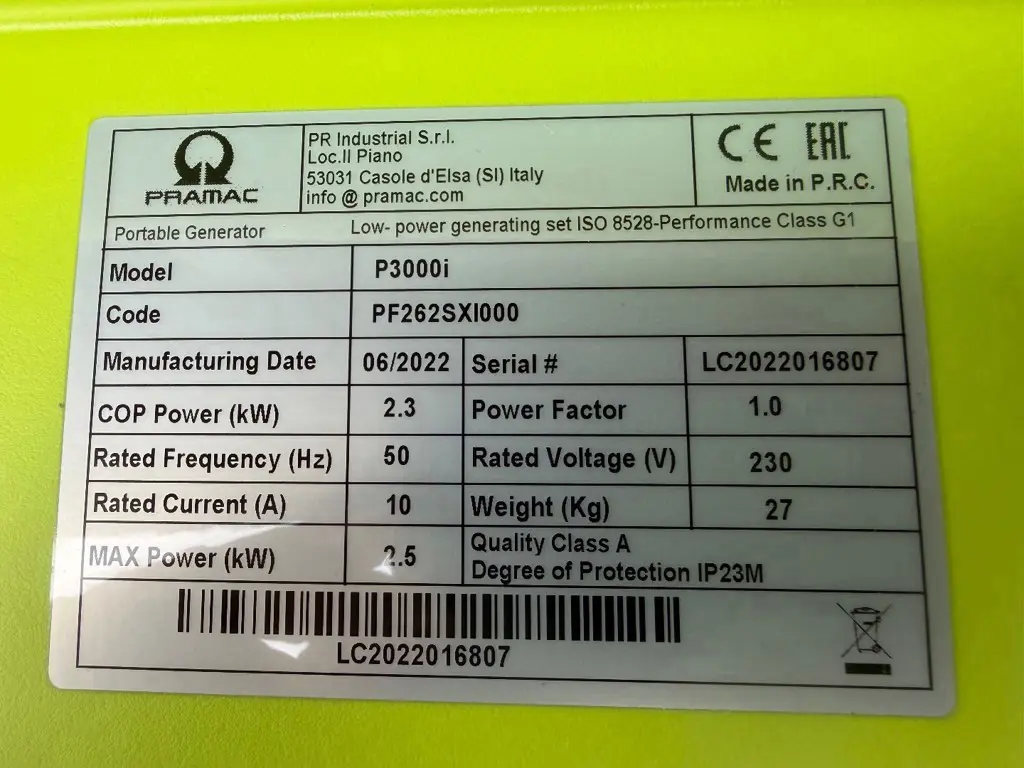 PRAMAC
PR Industrial S.r.l.
Loc.Il Piano
53031 Casole d'Elsa (SI) Italy
info @ pramac.com
CE EAC
Made in P.R.C.
Portable Generator Low- power generating set ISO 8528-Performance Class G1
Model P3000i
Code PF262SXI000
Manufacturing Date 06/2022 Serial # LC2022016807
COP Power (kW) 2.3 Power Factor 1.0
Rated Frequency (Hz) 50 Rated Voltage (V) 230
Rated Current (A) 10 Weight (Kg) 27
MAX Power (kW) 2.5 Quality Class A
Degree of Protection IP23M
LC2022016807